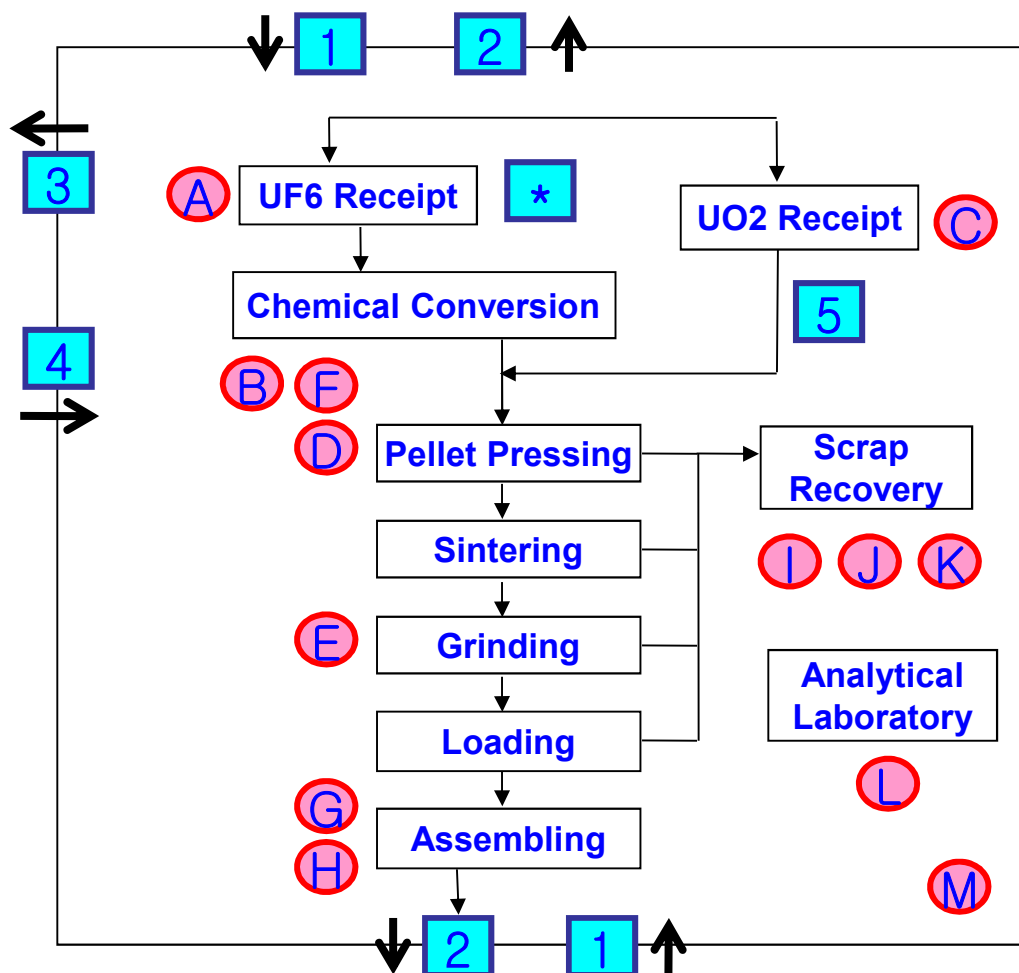 1
2
3
A
UF6 Receipt
*
UO2 Receipt
C
Chemical Conversion
5
4
B
F
D
Pellet Pressing
Scrap
Recovery
Sintering
I
J
K
E
Grinding
Analytical
Laboratory
Loading
L
G
Assembling
H
M
2
1